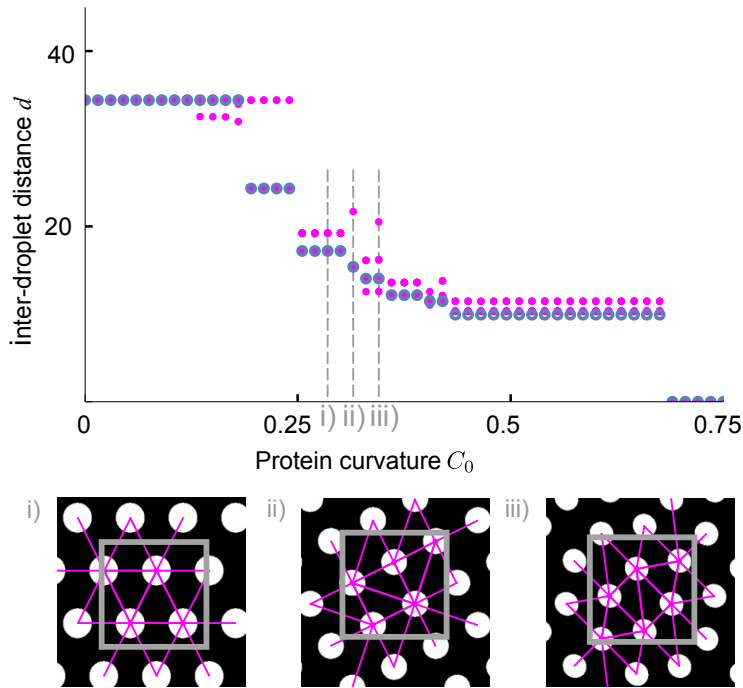 40
inter-droplet distance d
20
i) ii) iii)
0 0.25 0.5 0.75
Protein curvature C₀
i) ii) iii)